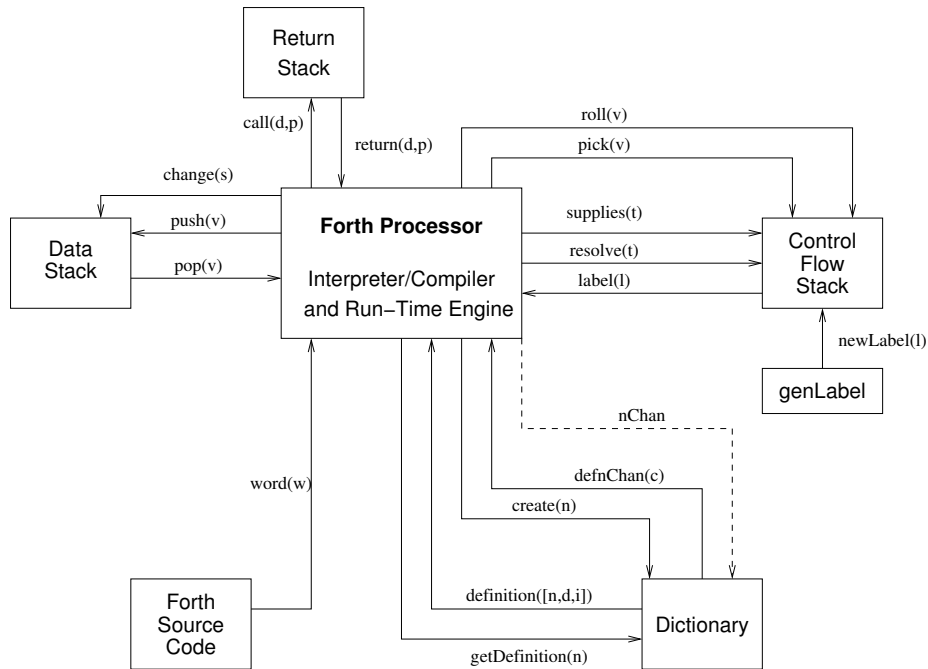 Return
Stack
call(d,p)
return(d,p)
roll(v)
pick(v)
change(s)
push(v)
pop(v)
Data
Stack
Forth Processor
Interpreter/Compiler
and Run−Time Engine
supplies(t)
resolve(t)
label(l)
Control
Flow
Stack
newLabel(l)
genLabel
nChan
defnChan(c)
word(w)
create(n)
definition([n,d,i])
getDefinition(n)
Forth
Source
Code
Dictionary